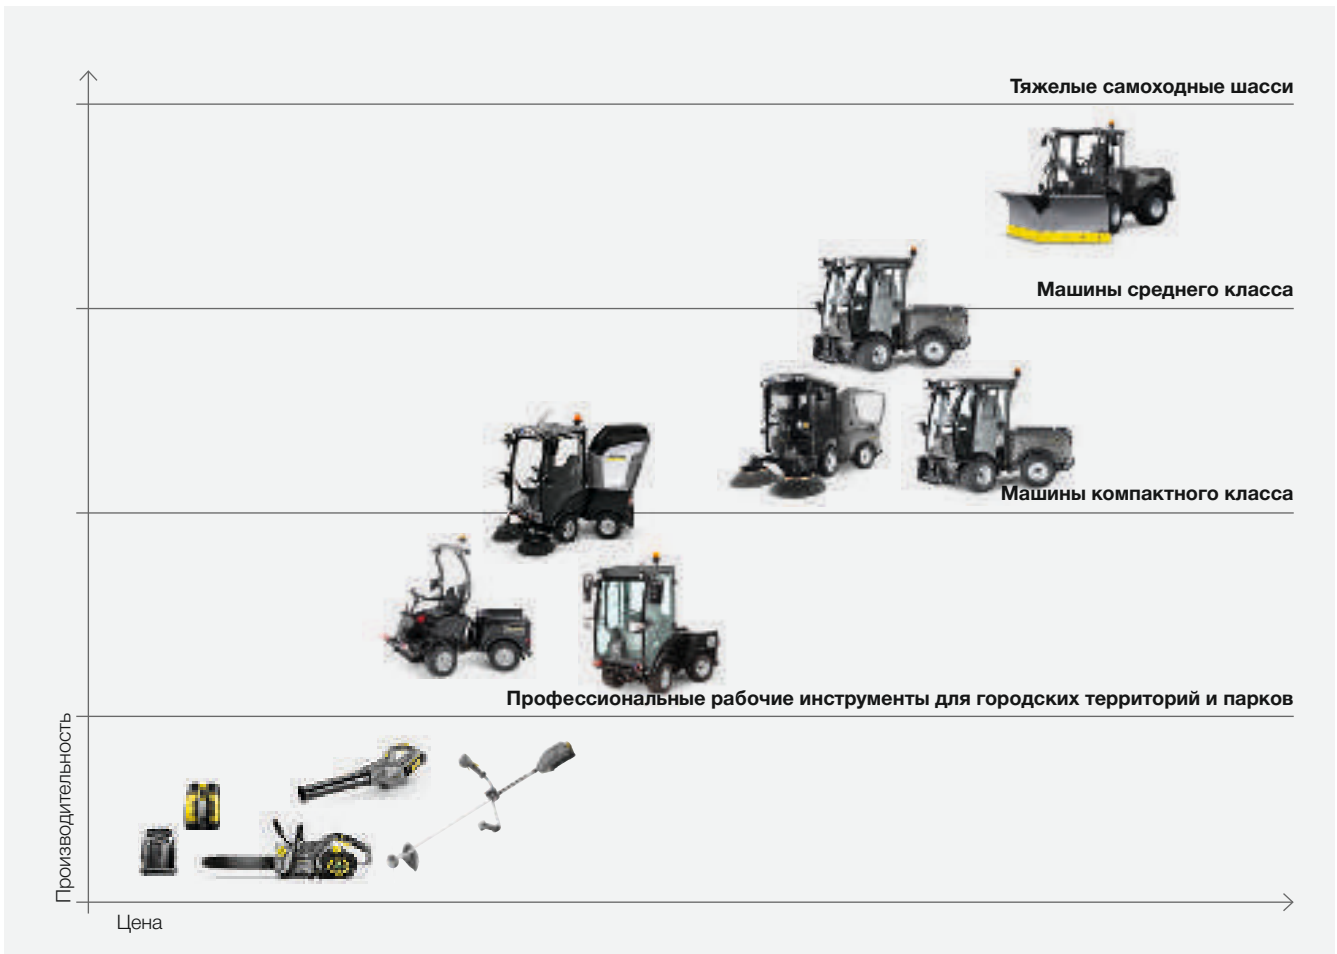 Тяжелые самоходные шасси
Машины среднего класса
Машины компактного класса
Профессиональные рабочие инструменты для городских территорий и парков
Производительность
Цена